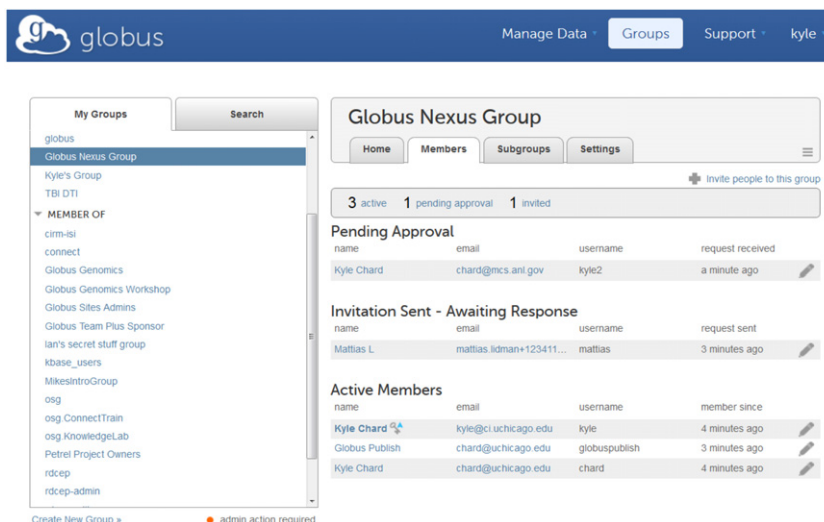 globus
Manage Data Groups Support kyle
My Groups Search
globus
Globus Nexus Group
Kyle's Group
TBI DTI
MEMBER OF
cirm-isi
connect
Globus Genomics
Globus Genomics Workshop
Globus Sites Admins
Globus Team Plus Sponsor
Ian's secret stuff group
kbase_users
MikesIntroGroup
osg
osg.ConnectTrain
osg.KnowledgeLab
Petrel Project Owners
rdcep
rdcep-admin
Create New Group »
admin action required
Globus Nexus Group
Home Members Subgroups Settings
Invite people to this group
3 active 1 pending approval 1 invited
Pending Approval
name email username request received
Kyle Chard chard@mcs.anl.gov kyle2 a minute ago
Invitation Sent - Awaiting Response
name email username request sent
Mattias L mattias.lidman+123411... mattias 3 minutes ago
Active Members
name email username member since
Kyle Chard kyle@ci.uchicago.edu kyle 4 minutes ago
Globus Publish chard@uchicago.edu globuspublish 3 minutes ago
Kyle Chard chard@uchicago.edu chard 4 minutes ago